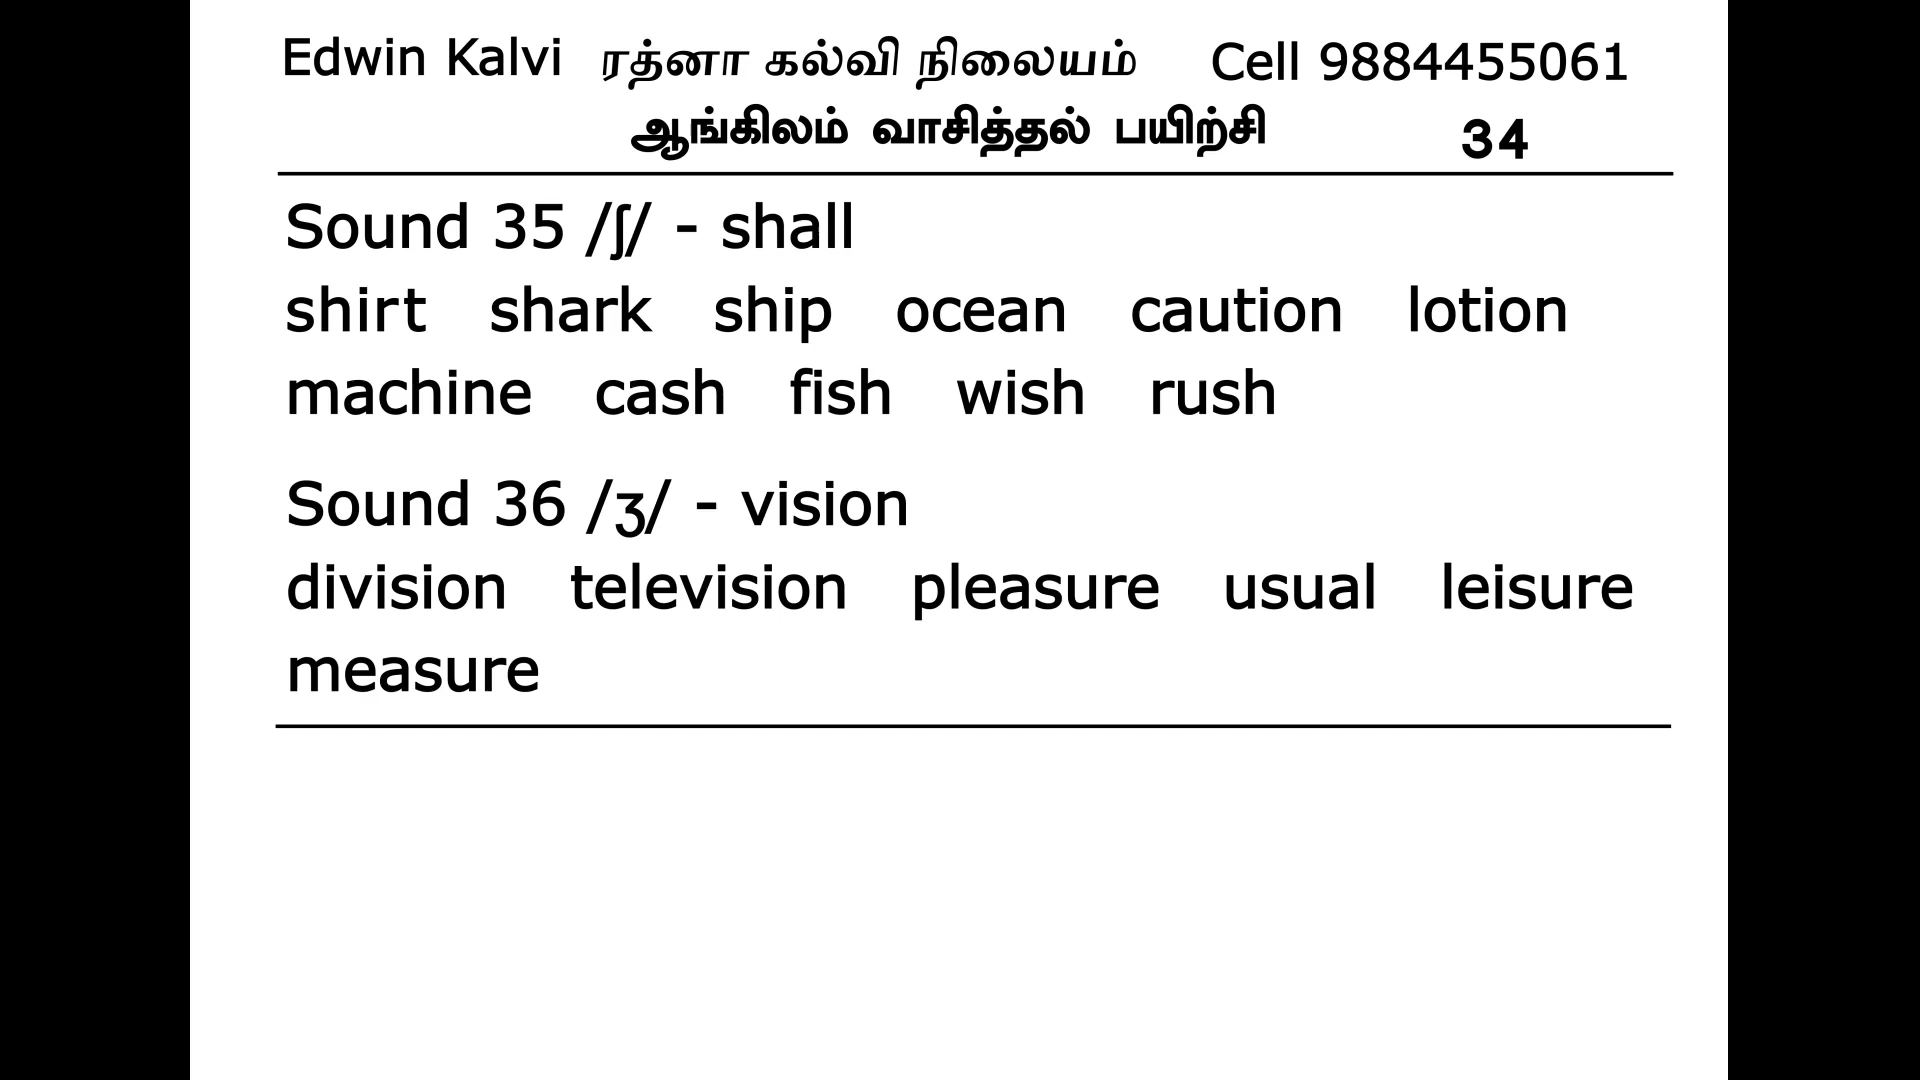 Edwin Kalvi ரத்னா கல்வி நிலையம் Cell 9884455061
ஆங்கிலம் வாசித்தல் பயிற்சி 34
Sound 35 /ʃ/ - shall
shirt shark ship ocean caution lotion
machine cash fish wish rush
Sound 36 /ʒ/ - vision
division television pleasure usual leisure
measure